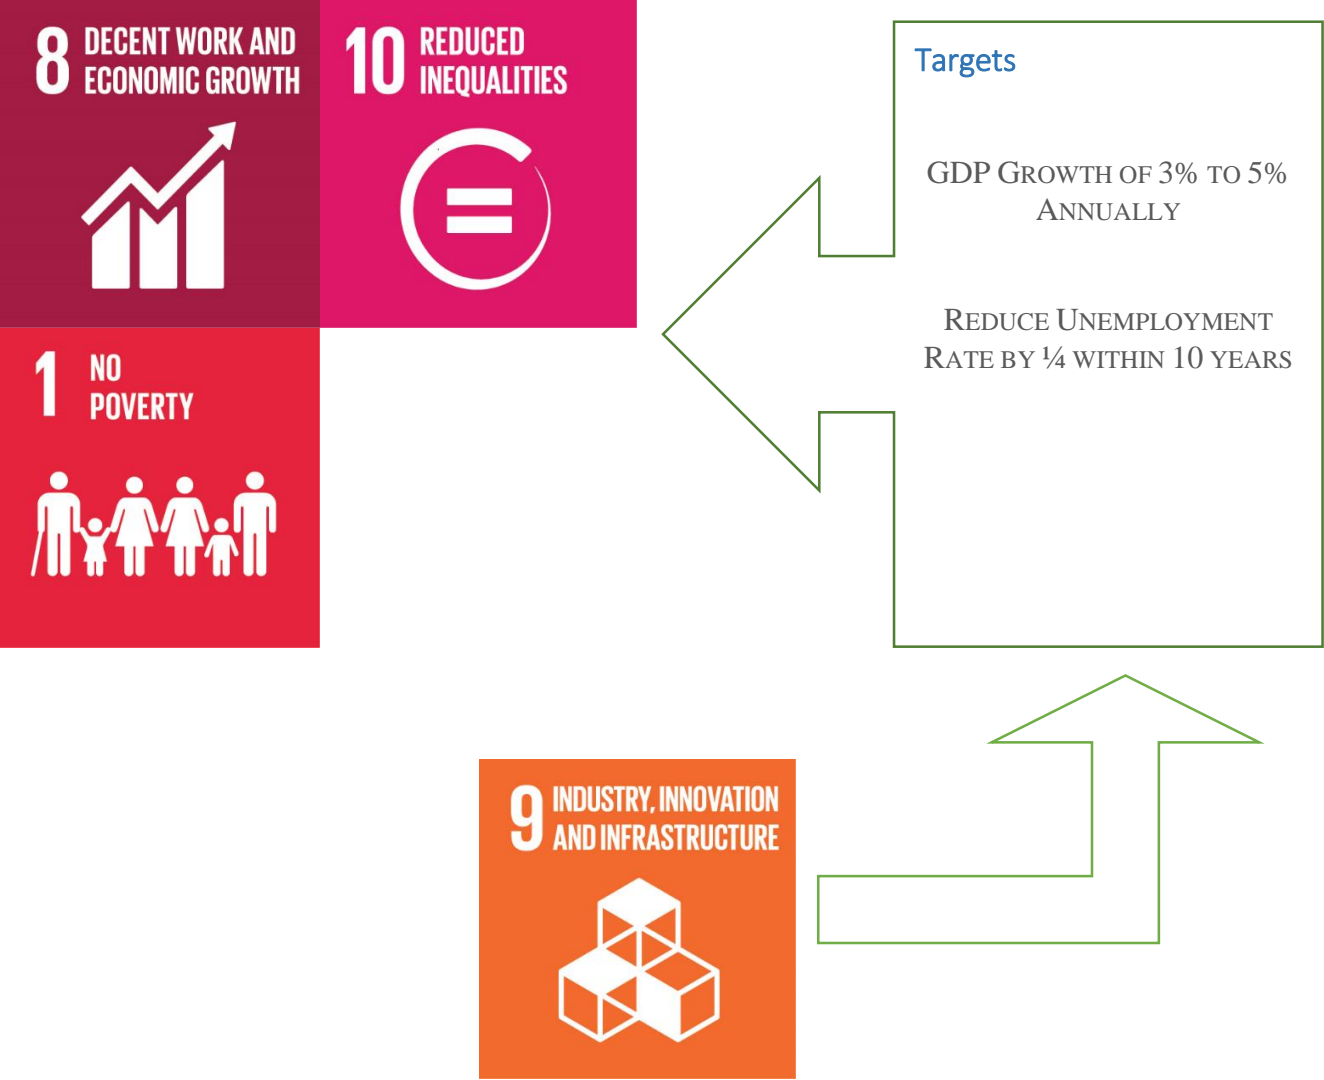 8 DECENT WORK AND
ECONOMIC GROWTH
10 REDUCED
INEQUALITIES
1 NO
POVERTY
Targets
GDP GROWTH OF 3% TO 5%
ANNUALLY
REDUCE UNEMPLOYMENT
RATE BY ¼ WITHIN 10 YEARS
9 INDUSTRY, INNOVATION
AND INFRASTRUCTURE